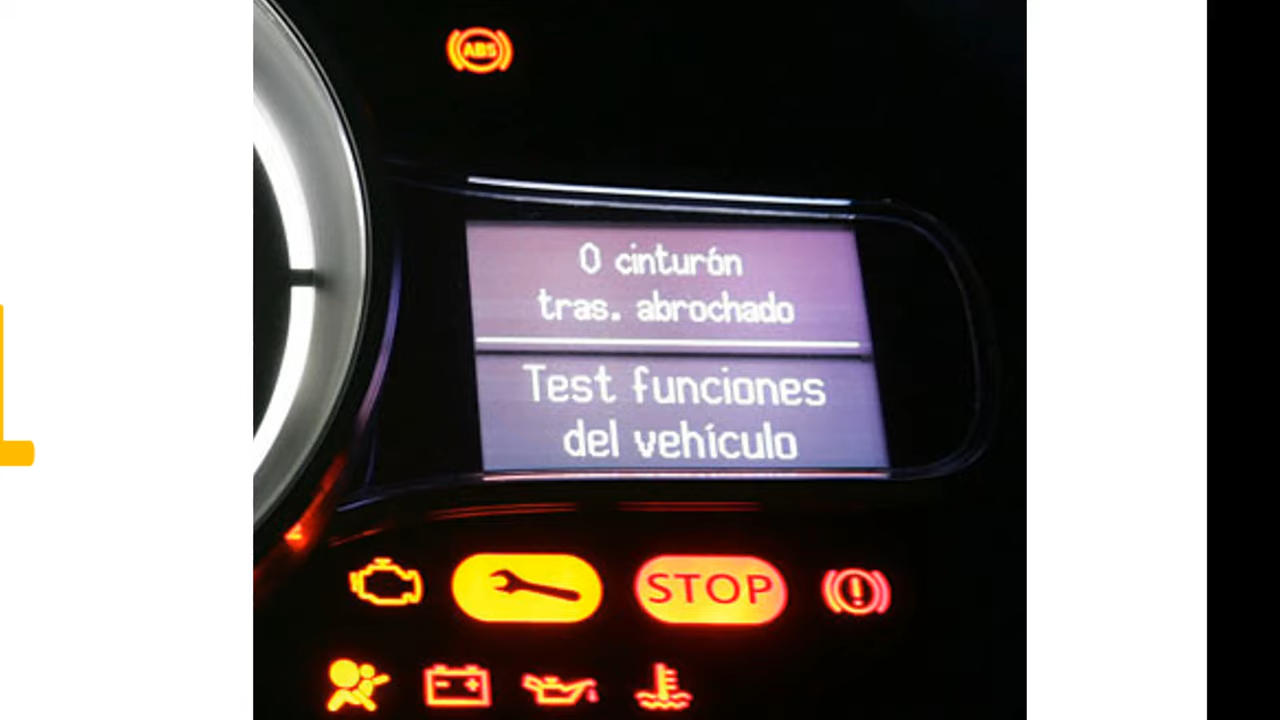 ABS
0 cinturón
tras. abrochado
Test funciones
del vehículo
STOP